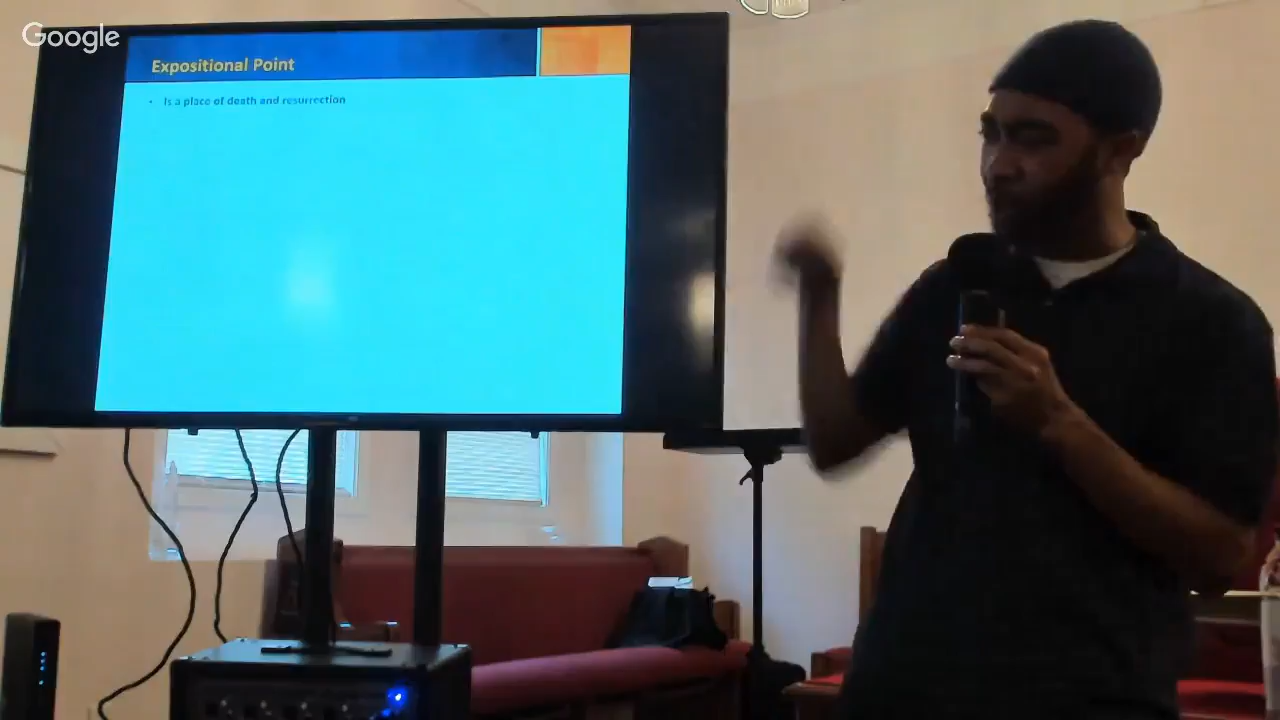 Google
Expositional Point
• Is a place of death and resurrection